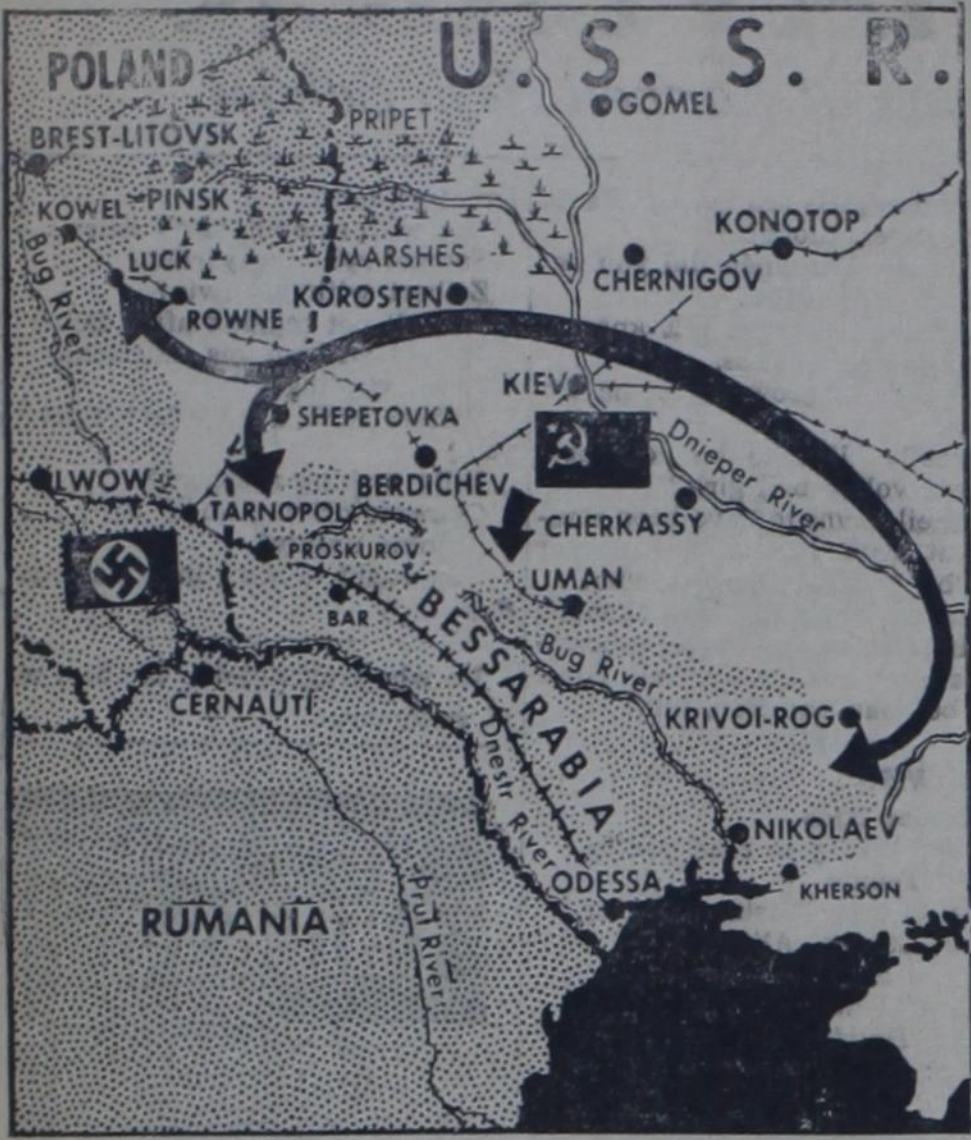 U. S. S. R.
POLAND
GOMEL
PRIPET
BREST-LITOVSK
PINSK
KOWEL
KONOTOP
Bug River
LUCK
MARSHES
CHERNIGOV
KOROSTEN
ROWNE
KIEV
SHEPETOVKA
Dnieper River
LWOW
BERDICHEV
TARNOPOL
CHERKASSY
PROSKUROV
UMAN
BAR
BESSARABIA
Bug River
CERNAUTI
KRIVOI-ROG
Dnestr River
NIKOLAEV
ODESSA
KHERSON
RUMANIA
Prut River